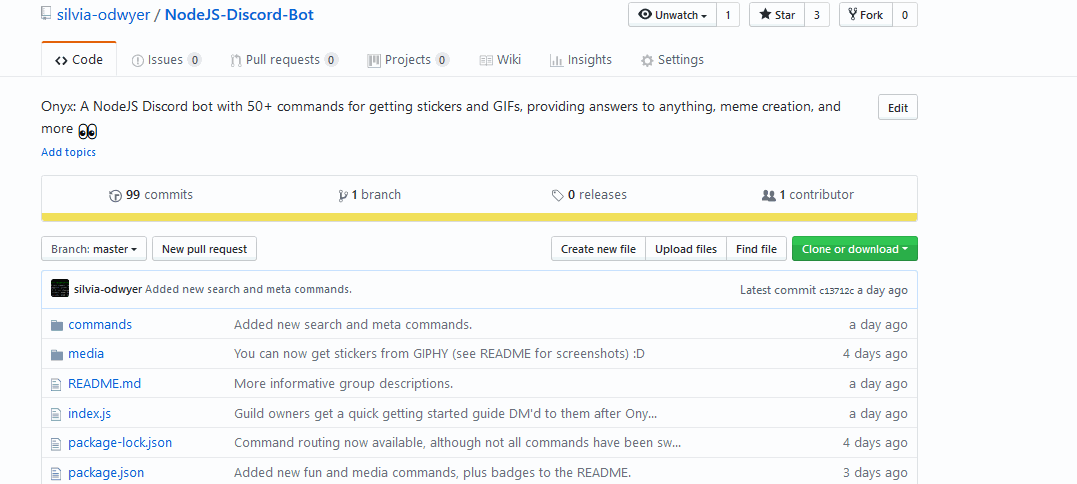 silvia-odwyer / NodeJS-Discord-Bot
Unwatch 1 Star 3 Fork 0
Code Issues 0 Pull requests 0 Projects 0 Wiki Insights Settings
Onyx: A NodeJS Discord bot with 50+ commands for getting stickers and GIFs, providing answers to anything, meme creation, and
more
Edit
Add topics
99 commits 1 branch 0 releases 1 contributor
Branch: master New pull request Create new file Upload files Find file Clone or download
silvia-odwyer Added new search and meta commands. Latest commit c13712c a day ago
commands Added new search and meta commands. a day ago
media You can now get stickers from GIPHY (see README for screenshots) :D 4 days ago
README.md More informative group descriptions. a day ago
index.js Guild owners get a quick getting started guide DM'd to them after Ony... a day ago
package-lock.json Command routing now available, although not all commands have been sw... 4 days ago
package.json Added new fun and media commands, plus badges to the README. 3 days ago